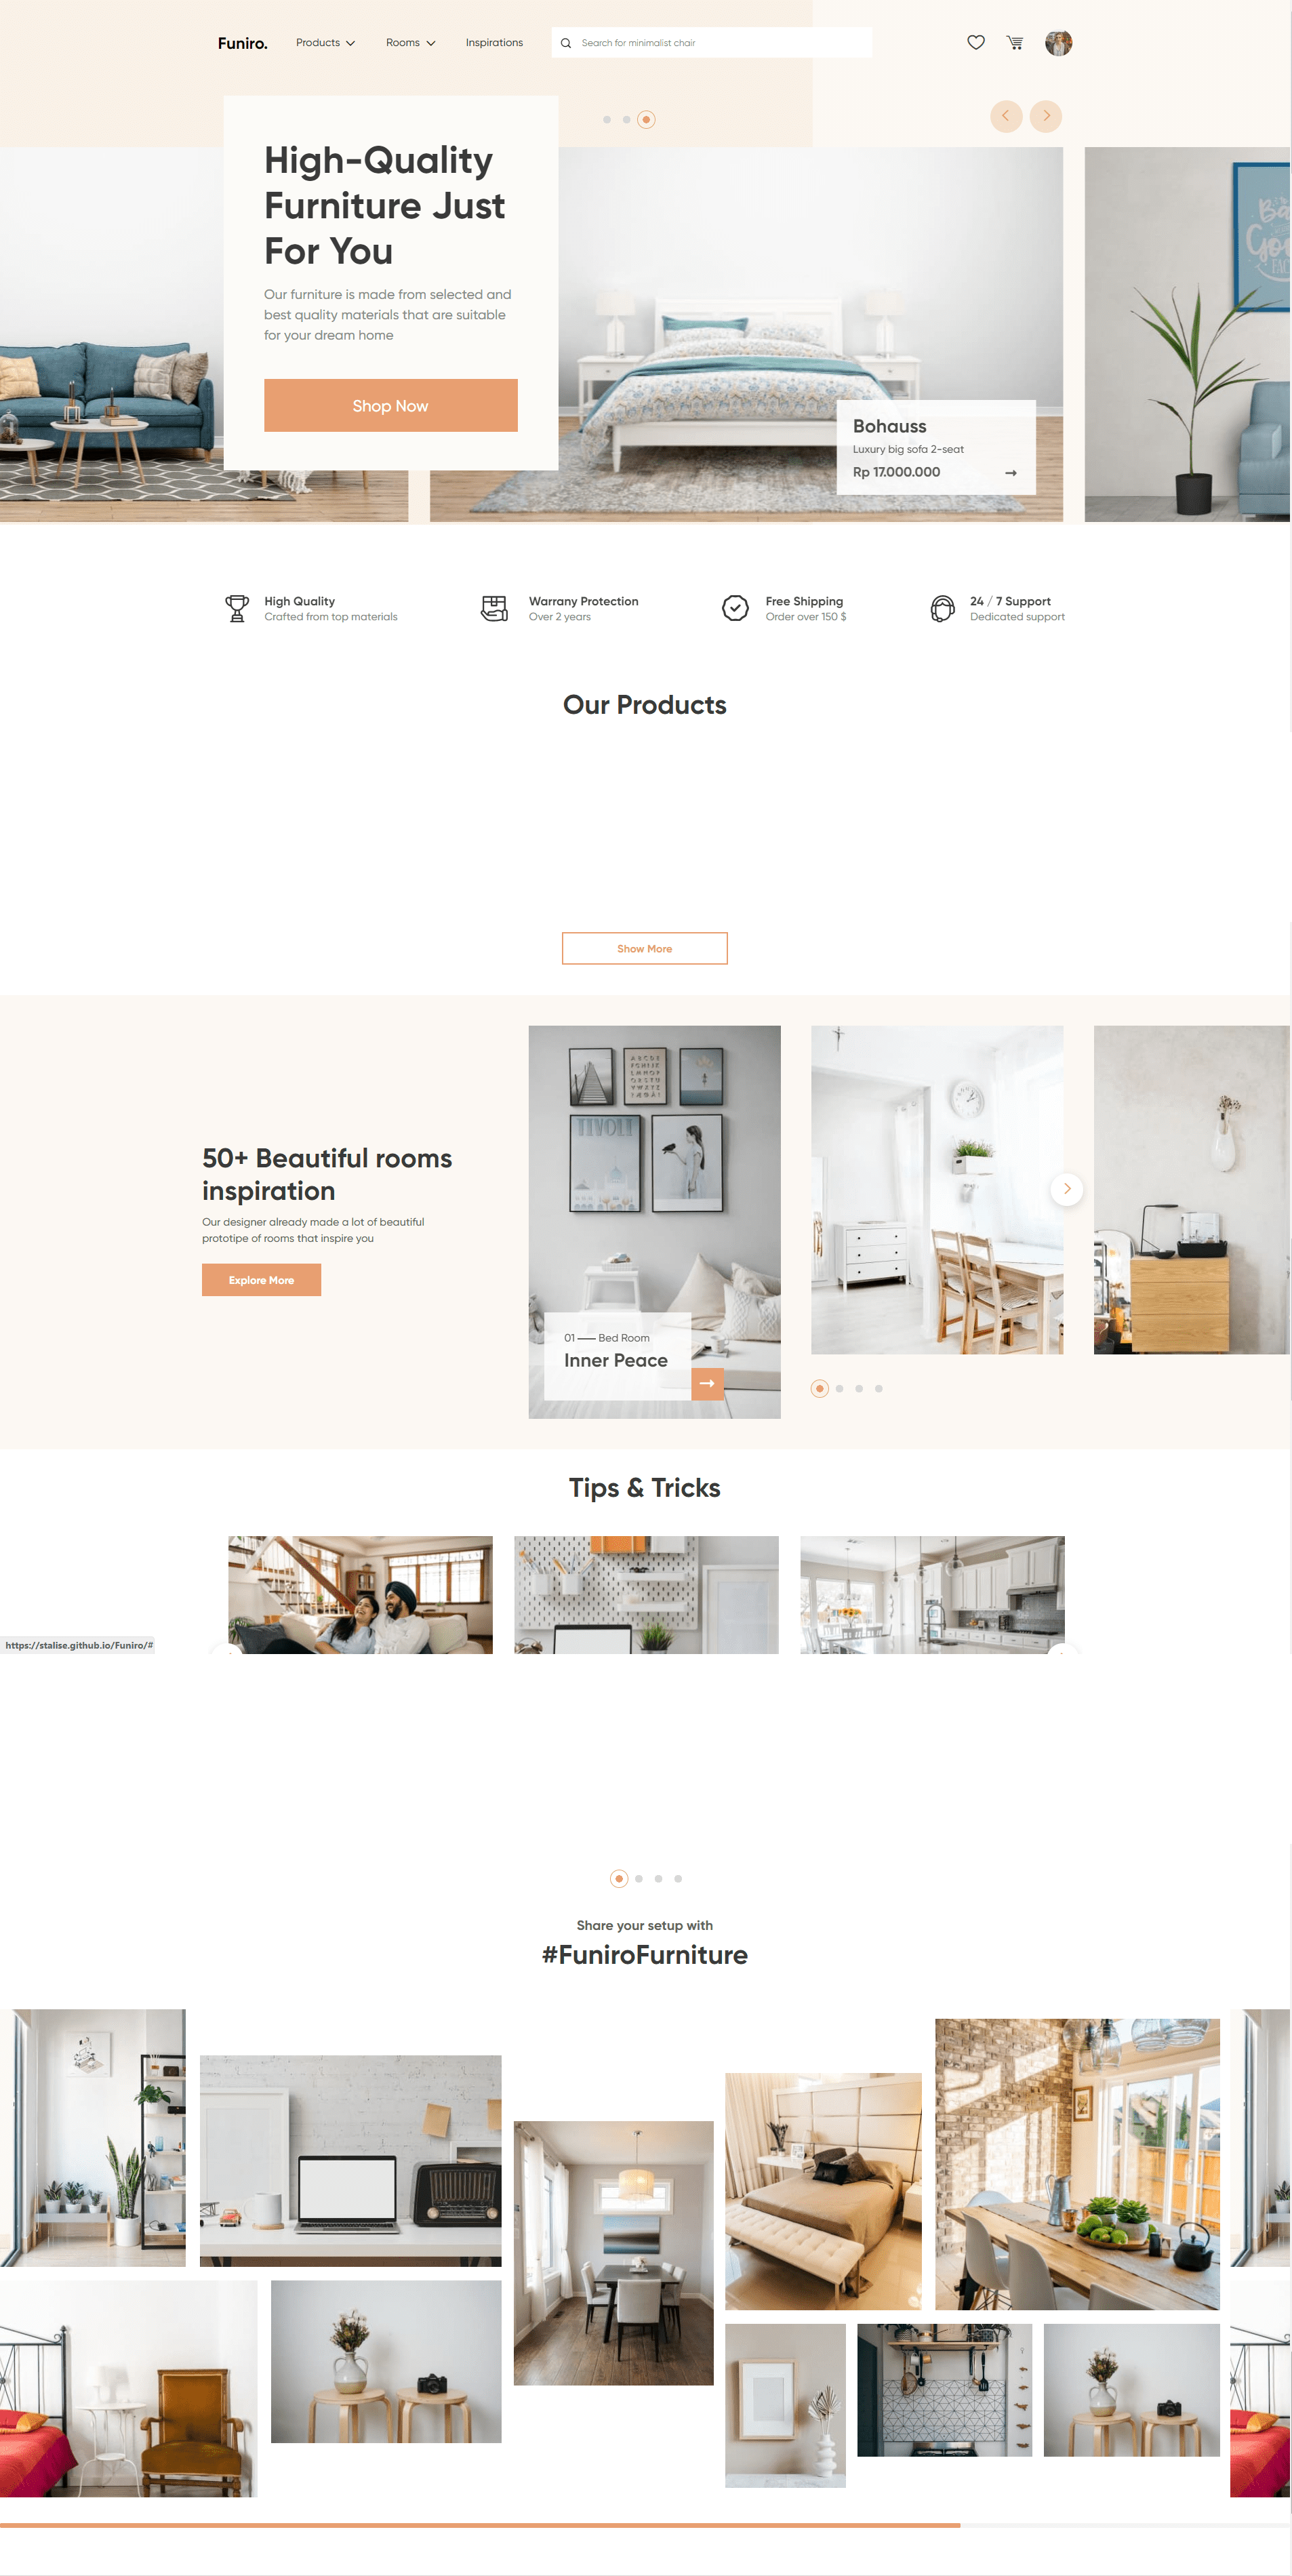 Funiro.
Products
Rooms
Inspirations
Search for minimalist chair
High-Quality
Furniture Just
For You
Our furniture is made from selected and
best quality materials that are suitable
for your dream home
Shop Now
Bohauss
Luxury big sofa 2-seat
Rp 17.000.000
High Quality
Crafted from top materials
Warrany Protection
Over 2 years
Free Shipping
Order over 150 $
24 / 7 Support
Dedicated support
Our Products
Show More
50+ Beautiful rooms
inspiration
Our designer already made a lot of beautiful
prototipe of rooms that inspire you
Explore More
TIVOLI
01 Bed Room
Inner Peace
Tips & Tricks
https://stalise.github.io/Funiro/#
Share your setup with
#FuniroFurniture